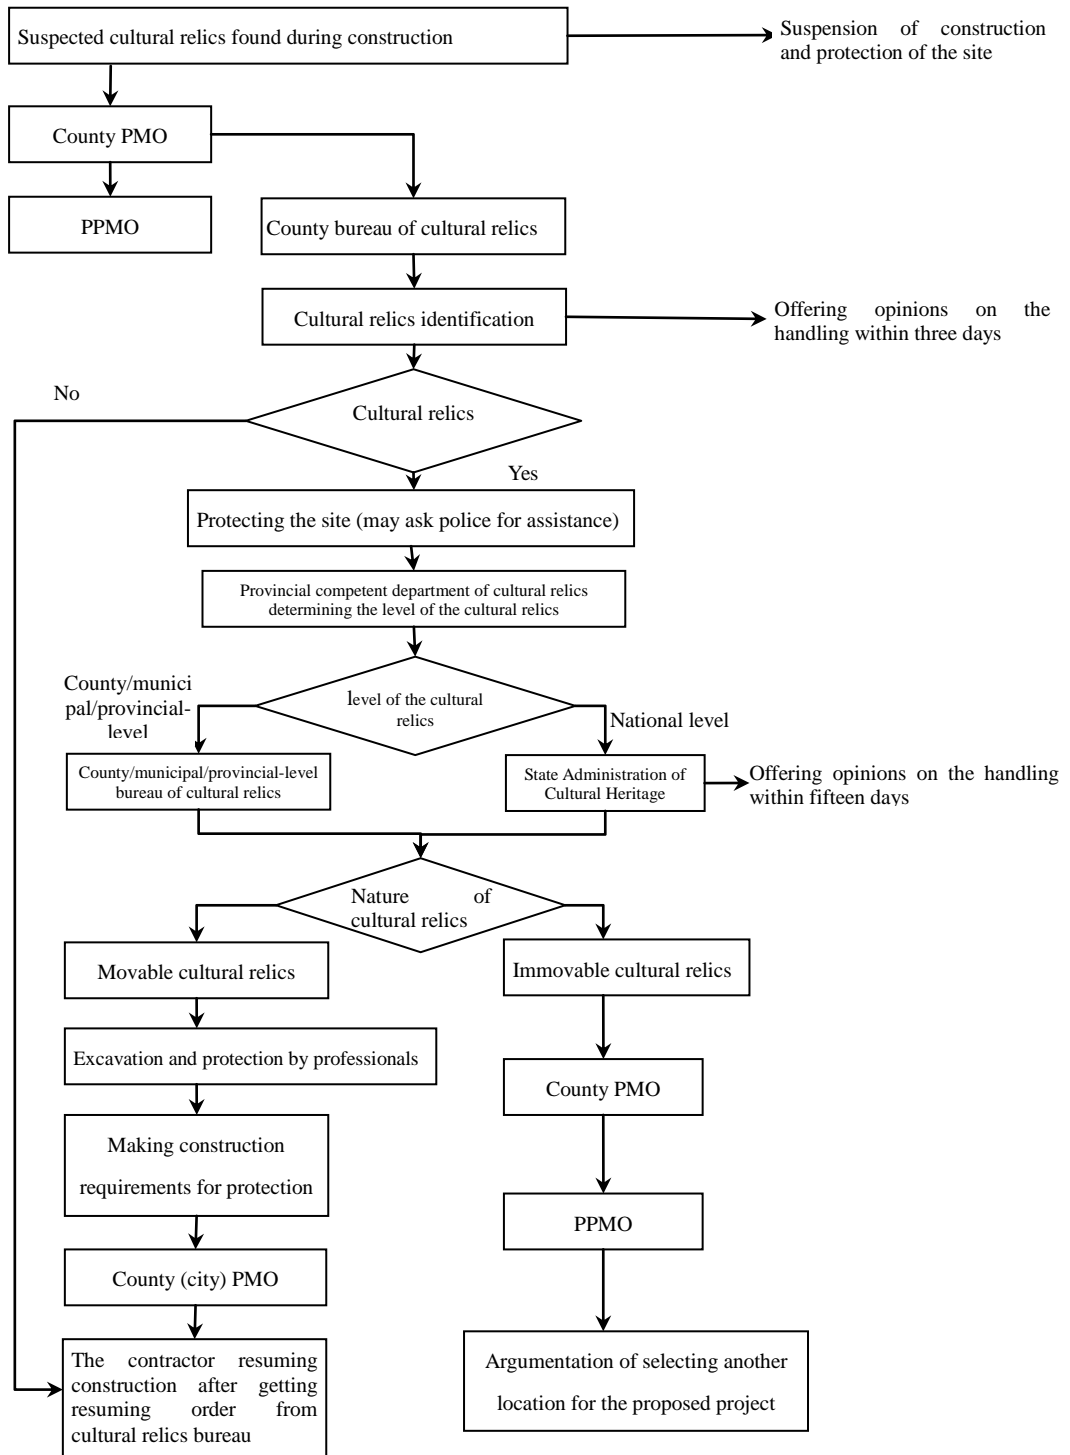 Suspected cultural relics found during construction
Suspension of construction
and protection of the site
County PMO
PPMO
County bureau of cultural relics
Cultural relics identification
Offering opinions on the
handling within three days
No
Cultural relics
Yes
Protecting the site (may ask police for assistance)
Provincial competent department of cultural relics
determining the level of the cultural relics
County/munici
pal/provincial-
level
level of the cultural
relics
National level
County/municipal/provincial-level
bureau of cultural relics
State Administration of
Cultural Heritage
Offering opinions on the handling
within fifteen days
Nature of
cultural relics
Movable cultural relics
Immovable cultural relics
Excavation and protection by professionals
County PMO
Making construction
requirements for protection
PPMO
County (city) PMO
The contractor resuming
construction after getting
resuming order from
cultural relics bureau
Argumentation of selecting another
location for the proposed project